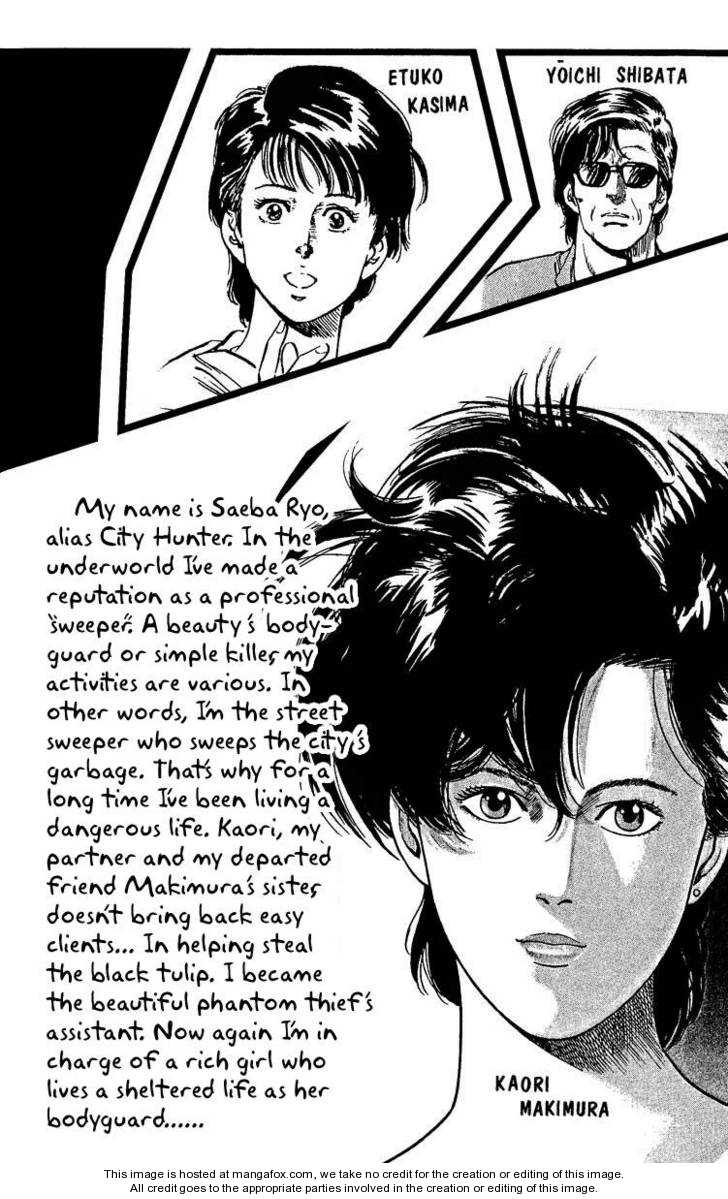 ETUKO
KASIMA
YŌICHI SHIBATA
My name is Saeba Ryo,
alias City Hunter. In the
underworld I've made a
reputation as a professional
"sweeper". A beauty's body-
guard or simple killer, my
activities are various. In
other words, I'm the street
sweeper who sweeps the city's
garbage. That's why for a
long time I've been living a
dangerous life. Kaori, my
partner and my departed
friend Makimura's sister,
doesn't bring back easy
clients... In helping steal
the black tulip. I became
the beautiful phantom thief's
assistant. Now again I'm in
charge of a rich girl who
lives a sheltered life as her
bodyguard......
KAORI
MAKIMURA
This image is hosted at mangafox.com, we take no credit for the creation or editing of this image.
All credit goes to the appropriate parties involved in the creation or editing of this image.